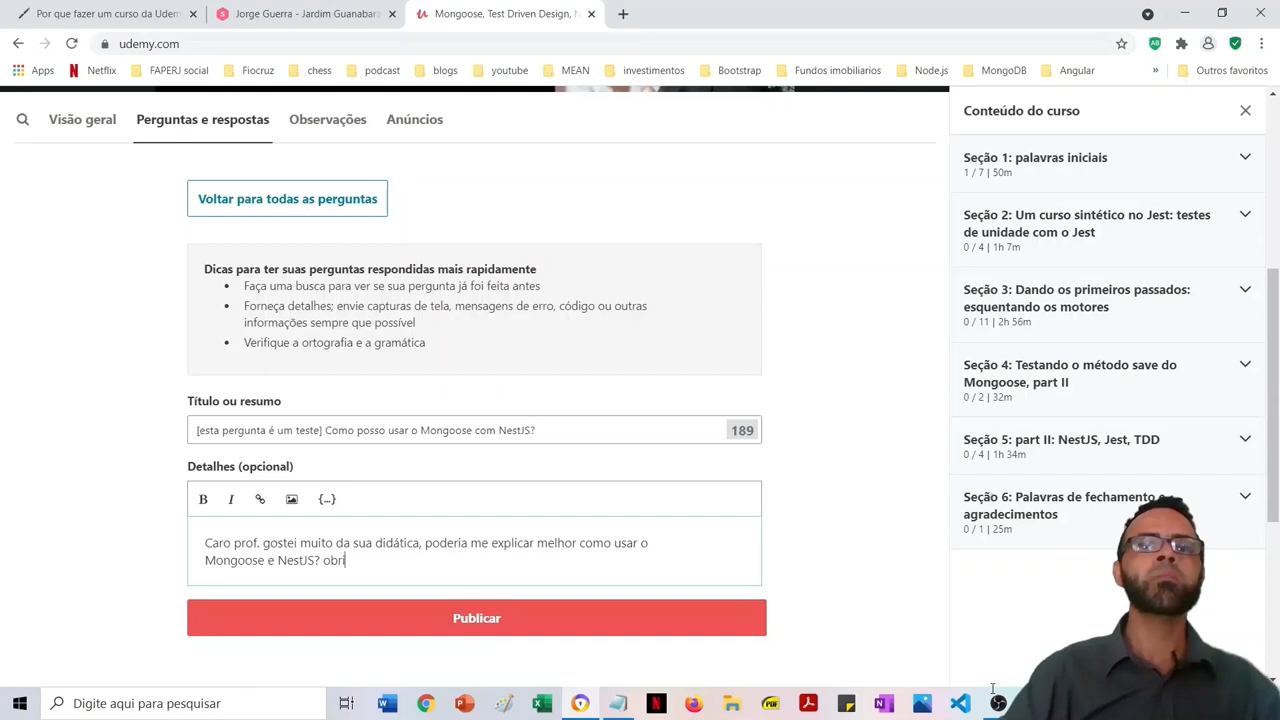 Por que fazer um curso da Udem
Jorge Guerra - Jardim Guanabara
Mongoose, Test Driven Design, N
udemy.com
Apps
Netflix
FAPERJ social
Fiocruz
chess
podcast
blogs
youtube
MEAN
investimentos
Bootstrap
Fundos imobiliarios
Node.js
MongoDB
Angular
»
Outros favoritos
Visão geral
Perguntas e respostas
Observações
Anúncios
Voltar para todas as perguntas
Dicas para ter suas perguntas respondidas mais rapidamente
• Faça uma busca para ver se sua pergunta já foi feita antes
• Forneça detalhes; envie capturas de tela, mensagens de erro, código ou outras
informações sempre que possível
• Verifique a ortografia e a gramática
Título ou resumo
[esta pergunta é um teste] Como posso usar o Mongoose com NestJS?
189
Detalhes (opcional)
B I {...}
Caro prof. gostei muito da sua didática, poderia me explicar melhor como usar o
Mongoose e NestJS? obri
Publicar
Conteúdo do curso
Seção 1: palavras iniciais
1 / 7 | 50m
Seção 2: Um curso sintético no Jest: testes
de unidade com o Jest
0 / 4 | 1h 7m
Seção 3: Dando os primeiros passados:
esquentando os motores
0 / 11 | 2h 56m
Seção 4: Testando o método save do
Mongoose, part II
0 / 2 | 32m
Seção 5: part II: NestJS, Jest, TDD
0 / 4 | 1h 34m
Seção 6: Palavras de fechamento e
agradecimentos
0 / 1 | 25m
Digite aqui para pesquisar